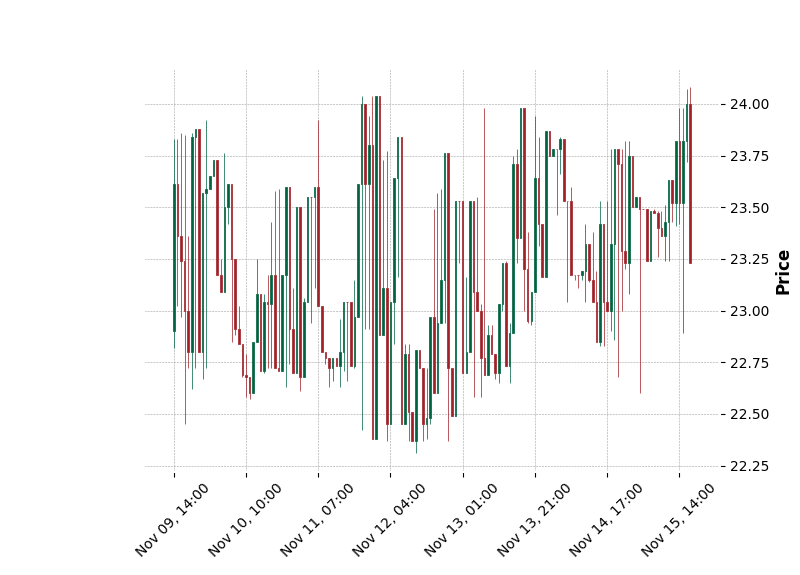 24.00
23.75
23.50
23.25
23.00
22.75
22.50
22.25
Price
Nov 09, 14:00
Nov 10, 10:00
Nov 11, 07:00
Nov 12, 04:00
Nov 13, 01:00
Nov 13, 21:00
Nov 14, 17:00
Nov 15, 14:00